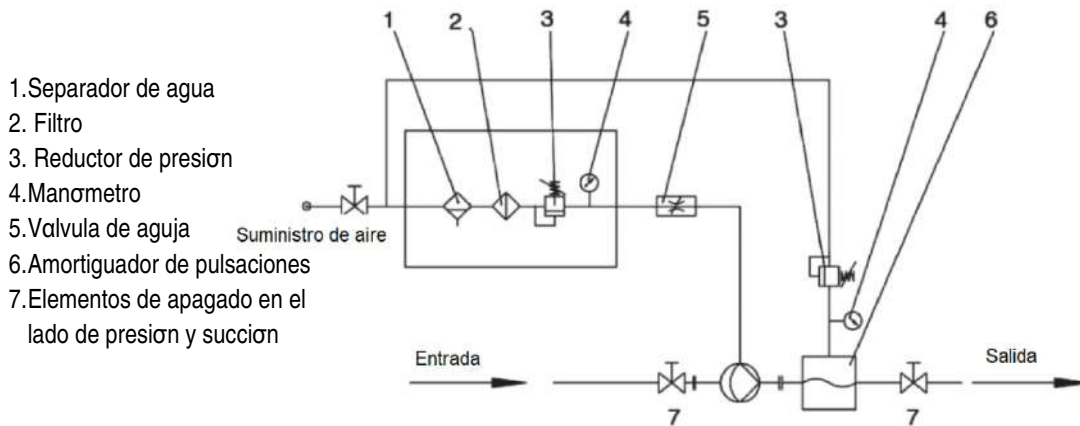 1 2 3 4 5 3 4 6
1.Separador de agua
2. Filtro
3. Reductor de presiσn
4.Manσmetro
5.Vαlvula de aguja
6.Amortiguador de pulsaciones
7.Elementos de apagado en el
lado de presiσn y succiσn
Suministro de aire
Entrada
Salida
7 7